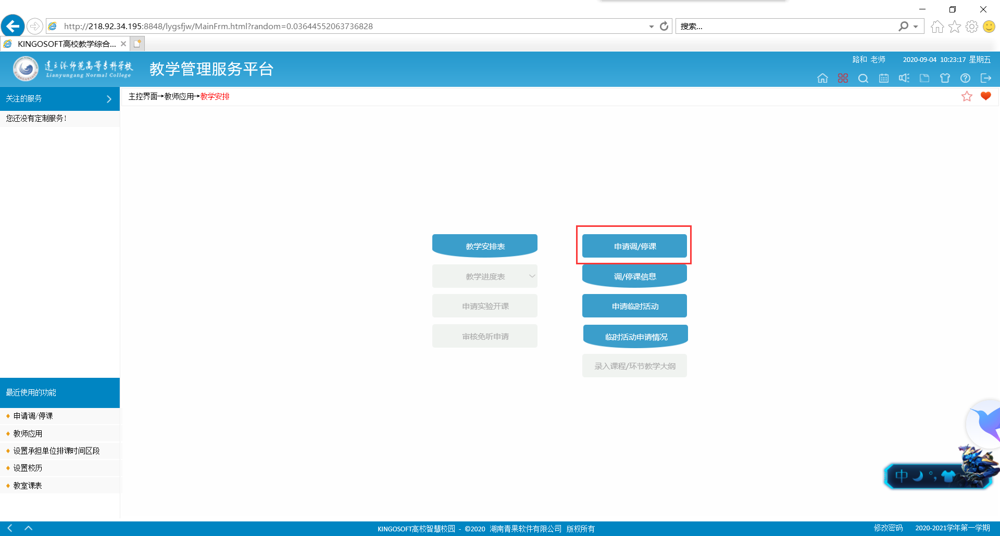 http://218.92.34.195:8848/lygsfjw/MainFrm.html?random=0.03644552063736828
搜索...
KINGOSOFT高校教学综合...
连云港师范高等专科学校
Lianyungang Normal College
教学管理服务平台
路和 老师 2020-09-04 10:23:17 星期五
关注的服务
您还没有定制服务!
主控界面→教师应用→教学安排
教学安排表
教学进度表
申请实验开课
审核免听申请
申请调/停课
调/停课信息
申请临时活动
临时活动申请情况
录入课程/环节教学大纲
最近使用的功能
申请调/停课
教师应用
设置承担单位排课时间区段
设置校历
教室课表
中
KINGOSOFT高校智慧校园 - ©2020 湖南青果软件有限公司 版权所有
修改密码 2020-2021学年第一学期